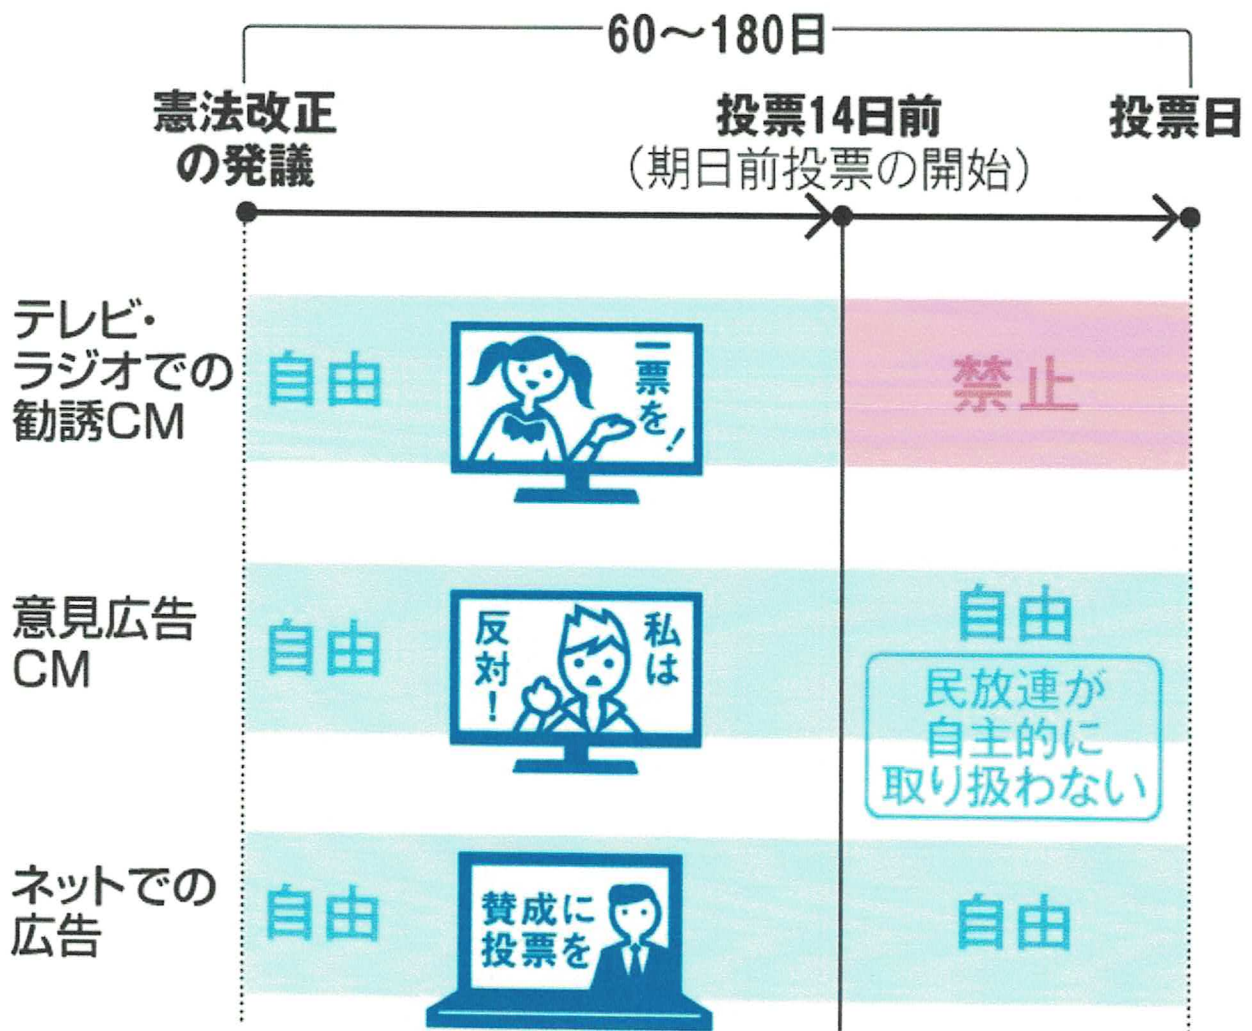 60〜180日
憲法改正
の発議
投票14日前
(期日前投票の開始)
投票日
テレビ・
ラジオでの
勧誘CM
自由
一票を!
禁止
意見広告
CM
自由
私は
反対!
自由
民放連が
自主的に
取り扱わない
ネットでの
広告
自由
賛成に
投票を
自由